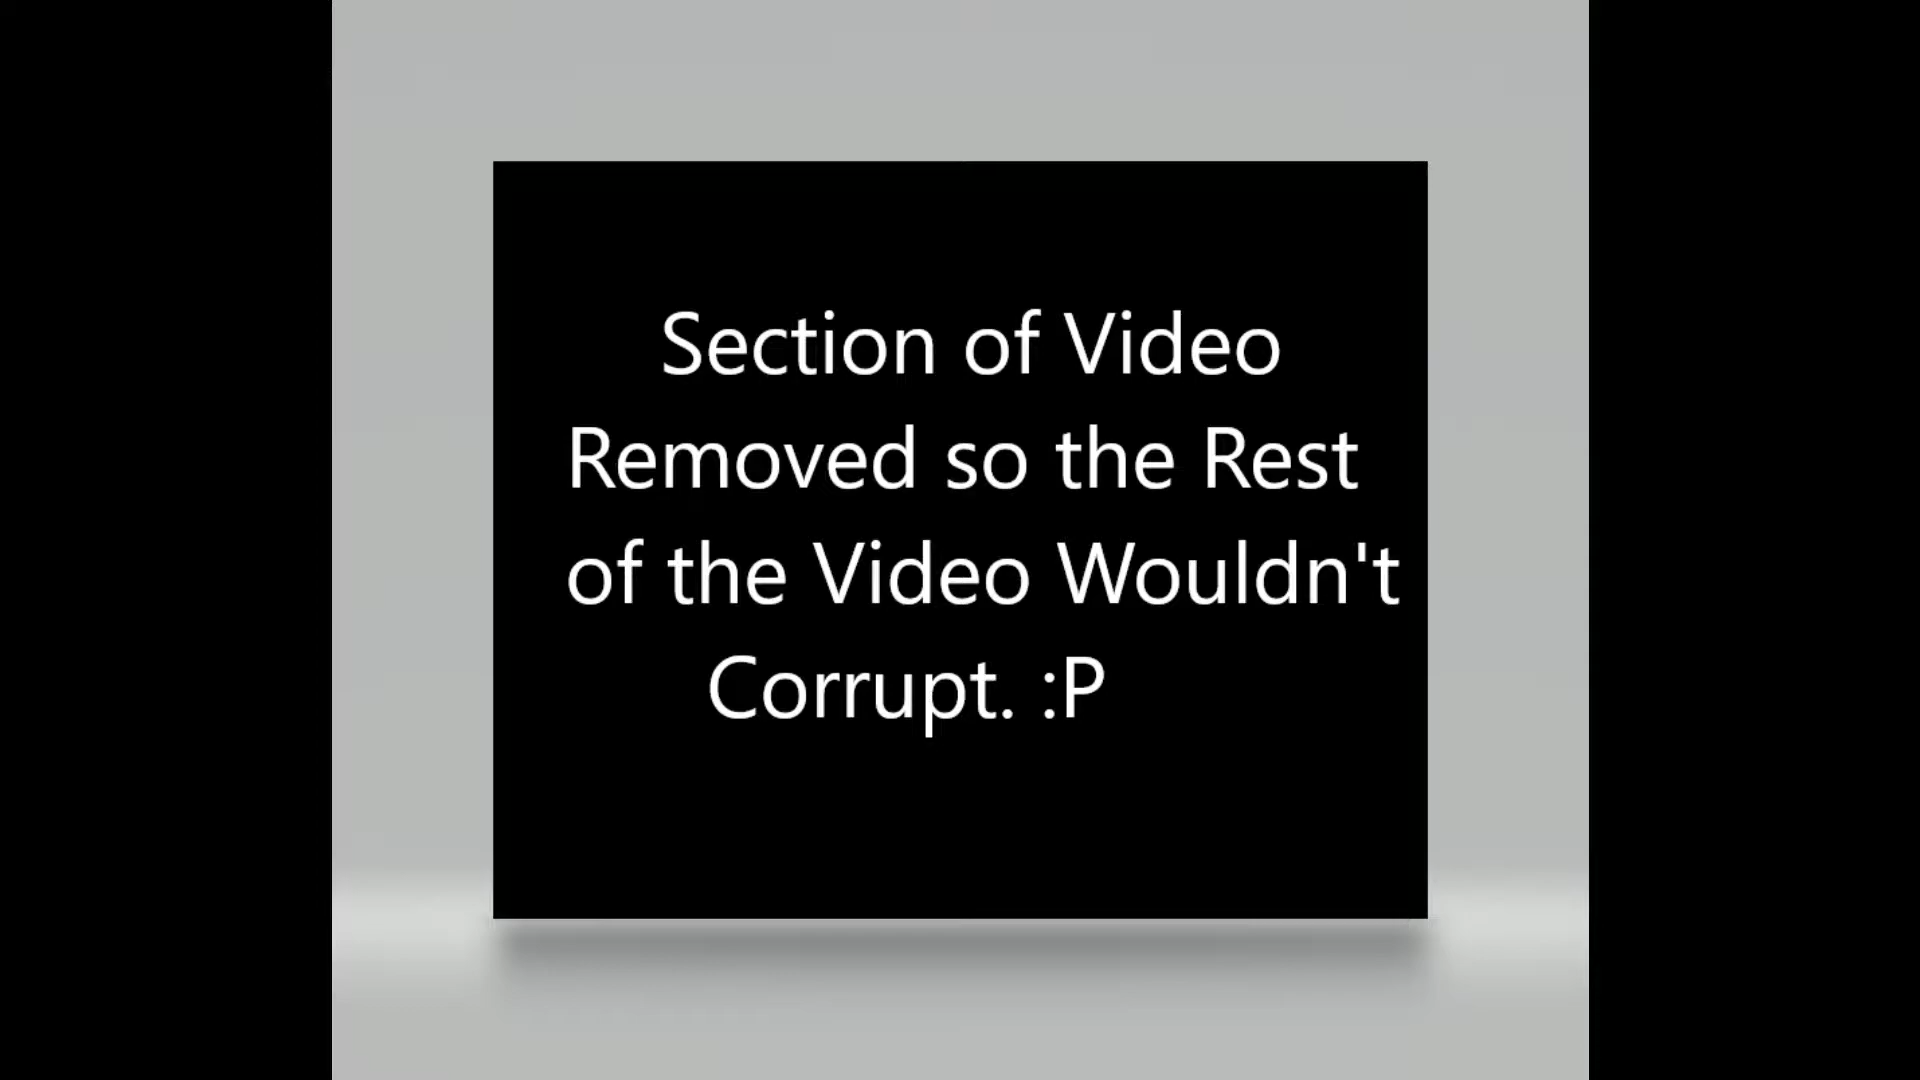 Section of Video
Removed so the Rest
of the Video Wouldn't
Corrupt. :P